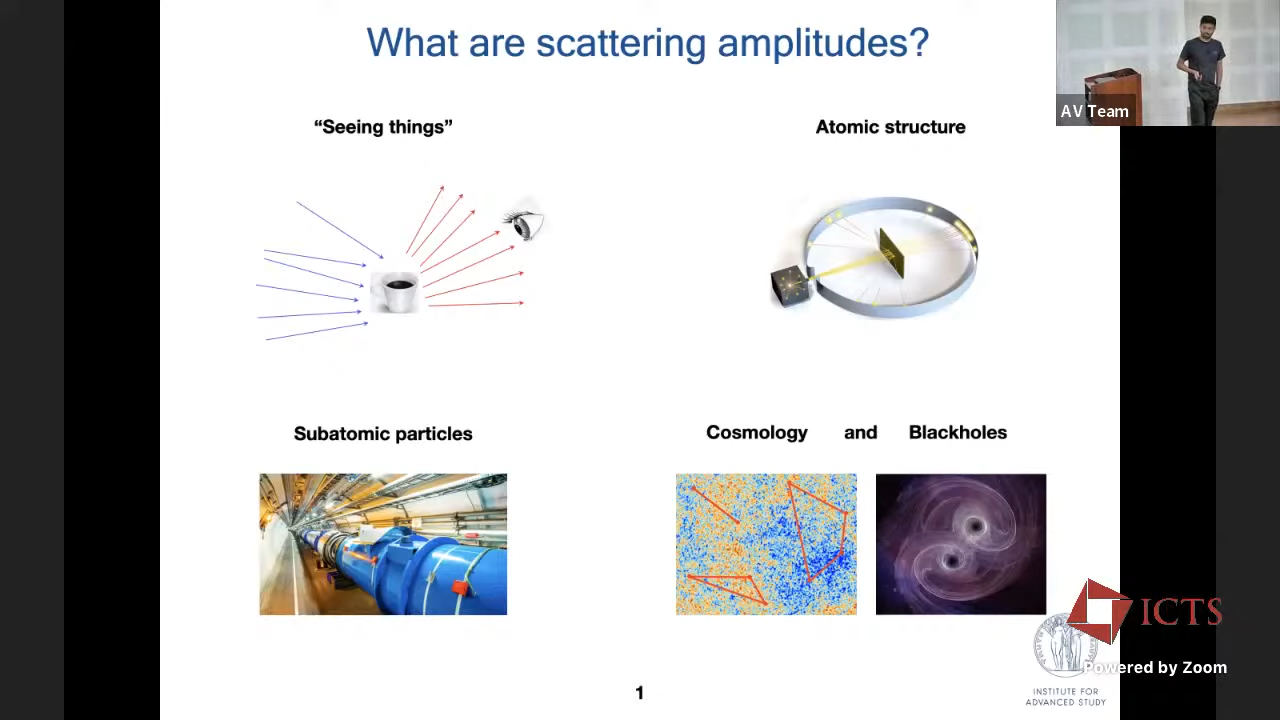 What are scattering amplitudes?
AV Team
“Seeing things”
Atomic structure
Subatomic particles
Cosmology and Blackholes
ICTS
Powered by Zoom
INSTITUTE FOR
ADVANCED STUDY
1